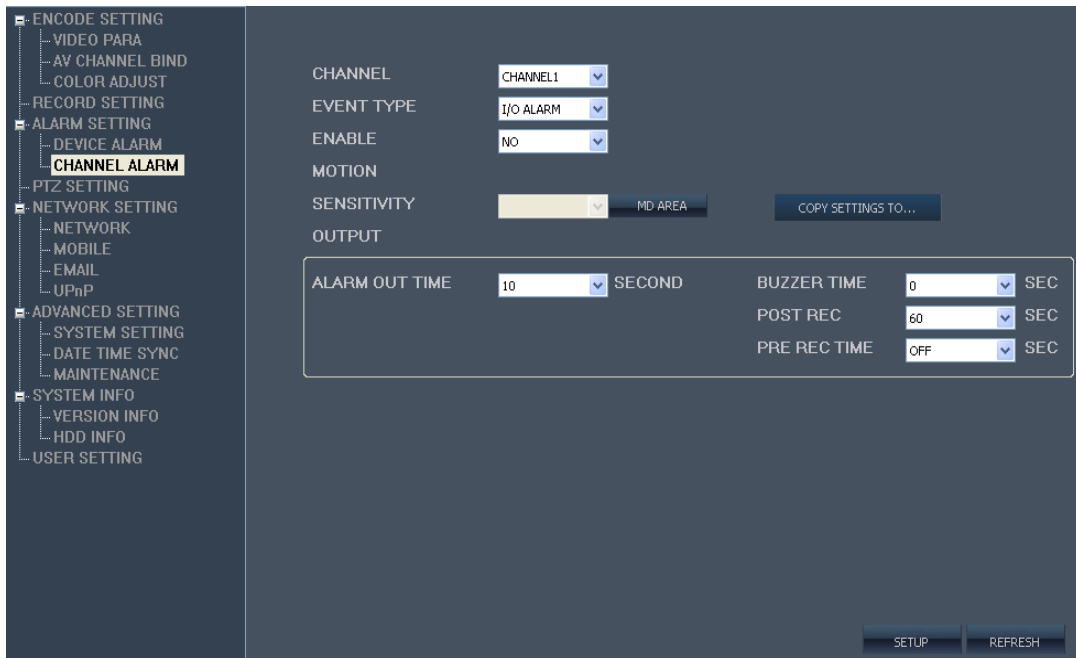 ENCODE SETTING
VIDEO PARA
AV CHANNEL BIND
COLOR ADJUST
RECORD SETTING
ALARM SETTING
DEVICE ALARM
CHANNEL ALARM
PTZ SETTING
NETWORK SETTING
NETWORK
MOBILE
EMAIL
UPnP
ADVANCED SETTING
SYSTEM SETTING
DATE TIME SYNC
MAINTENANCE
SYSTEM INFO
VERSION INFO
HDD INFO
USER SETTING
CHANNEL CHANNEL1
EVENT TYPE I/O ALARM
ENABLE NO
MOTION
SENSITIVITY MD AREA COPY SETTINGS TO...
OUTPUT
ALARM OUT TIME 10 SECOND BUZZER TIME 0 SEC
POST REC 60 SEC
PRE REC TIME OFF SEC
SETUP REFRESH